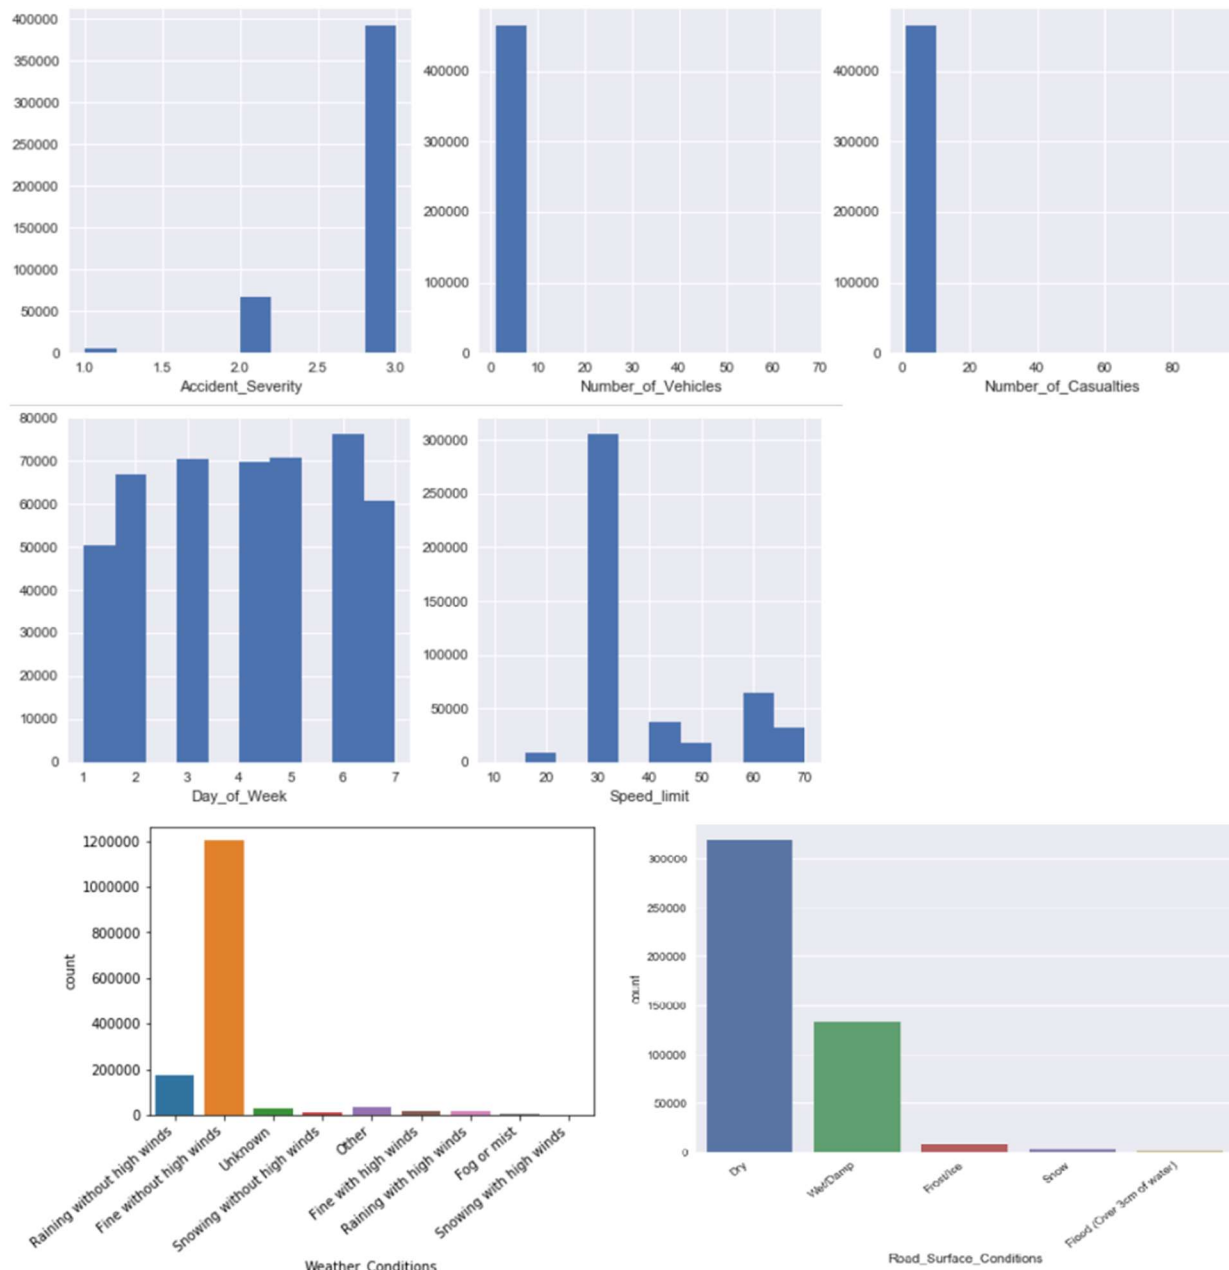 400000
350000
300000
250000
200000
150000
100000
50000
0
1.0 1.5 2.0 2.5 3.0
Accident_Severity
400000
300000
200000
100000
0
0 10 20 30 40 50 60 70
Number_of_Vehicles
400000
300000
200000
100000
0
0 20 40 60 80
Number_of_Casualties
80000
70000
60000
50000
40000
30000
20000
10000
0
1 2 3 4 5 6 7
Day_of_Week
300000
250000
200000
150000
100000
50000
0
10 20 30 40 50 60 70
Speed_limit
1200000
1000000
800000
600000
400000
200000
0
count
Raining without high winds
Fine without high winds
Unknown
Snowing without high winds
Other
Fine with high winds
Raining with high winds
Fog or mist
Snowing with high winds
Weather_Conditions
300000
250000
200000
150000
100000
50000
0
count
Dry
Wet/Damp
Frost/Ice
Snow
Flood (Over 3cm of water)
Road_Surface_Conditions